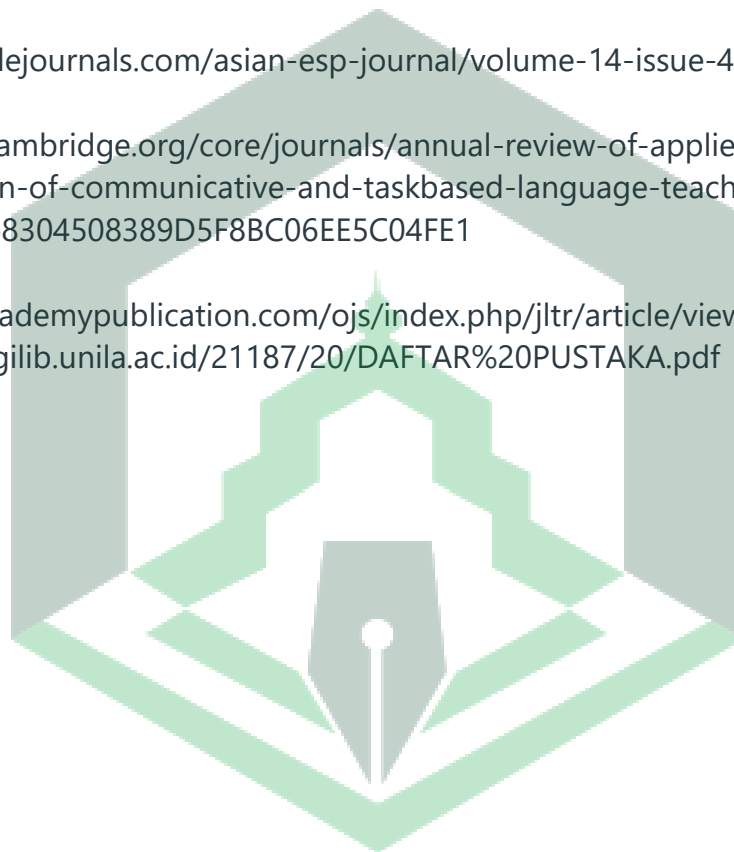 lejournals.com/asian-esp-journal/volume-14-issue-4
ambridge.org/core/journals/annual-review-of-applie
n-of-communicative-and-taskbased-language-teach
8304508389D5F8BC06EE5C04FE1
ademypublication.com/ojs/index.php/jltr/article/view
gilib.unila.ac.id/21187/20/DAFTAR%20PUSTAKA.pdf